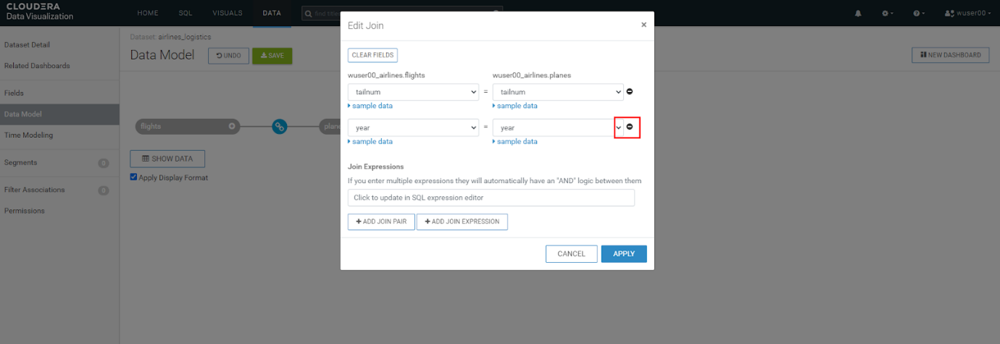 CLOUDERA
Data Visualization
HOME SQL VISUALS DATA
find title
wuser00
Dataset Detail
Related Dashboards
Fields
Data Model
Time Modeling
Segments 0
Filter Associations 0
Permissions
Dataset: airlines_logistics
Data Model UNDO SAVE
NEW DASHBOARD
flights
plane
SHOW DATA
Apply Display Format
Edit Join ×
CLEAR FIELDS
wuser00_airlines.flights wuser00_airlines.planes
tailnum = tailnum
sample data sample data
year = year
sample data sample data
Join Expressions
If you enter multiple expressions they will automatically have an "AND" logic between them
Click to update in SQL expression editor
+ ADD JOIN PAIR + ADD JOIN EXPRESSION
CANCEL APPLY